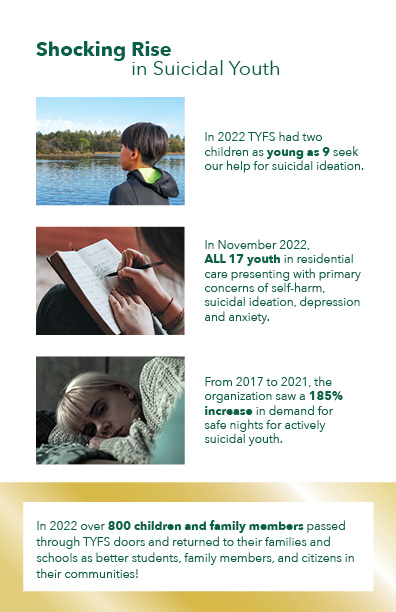 Shocking Rise
in Suicidal Youth
In 2022 TYFS had two
children as young as 9 seek
our help for suicidal ideation.
In November 2022,
ALL 17 youth in residential
care presenting with primary
concerns of self-harm,
suicidal ideation, depression
and anxiety.
From 2017 to 2021, the
organization saw a 185%
increase in demand for
safe nights for actively
suicidal youth.
In 2022 over 800 children and family members passed
through TYFS doors and returned to their families and
schools as better students, family members, and citizens in
their communities!